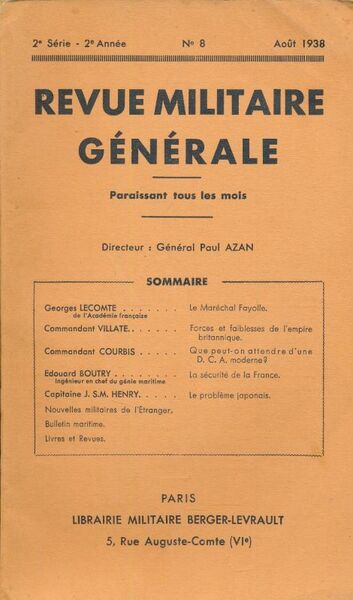 2e Série - 2e Année No 8 Août 1938
REVUE MILITAIRE
GÉNÉRALE
Paraissant tous les mois
Directeur : Général Paul AZAN
SOMMAIRE
Georges LECOMTE . . . . . . . . Le Maréchal Fayolle.
de l'Académie française
Commandant VILLATE. . . . . . . Forces et faiblesses de l'empire
britannique.
Commandant COURBIS . . . . . Que peut-on attendre d'une
D. C. A. moderne?
Edouard BOUTRY . . . . . . . . La sécurité de la France.
Ingénieur en chef du génie maritime
Capitaine J. S.M. HENRY. . . . . Le problème japonais.
Nouvelles militaires de l'Etranger.
Bulletin maritime.
Livres et Revues.
PARIS
LIBRAIRIE MILITAIRE BERGER-LEVRAULT
5, Rue Auguste-Comte (VIe)